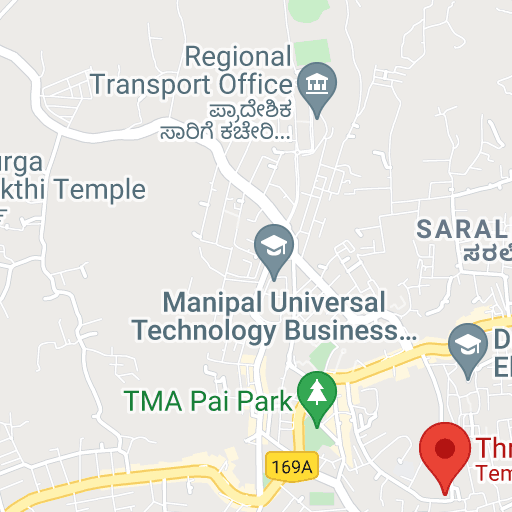 Regional
Transport Office
ಪ್ರಾದೇಶಿಕ
ಸಾರಿಗೆ ಕಚೇರಿ...
urga
kthi Temple
SARAL
ಸರಳೆ
Manipal Universal
Technology Business...
D
El
TMA Pai Park
169A
Thr
Tem